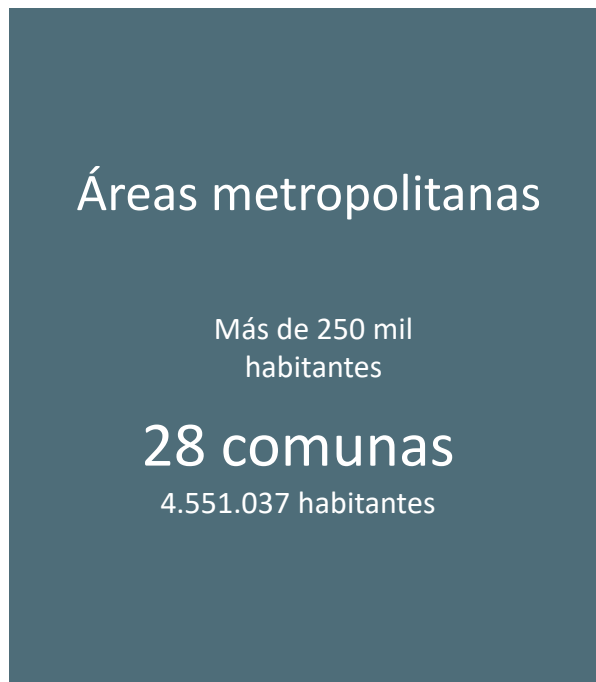 Áreas metropolitanas
Más de 250 mil
habitantes
28 comunas
4.551.037 habitantes